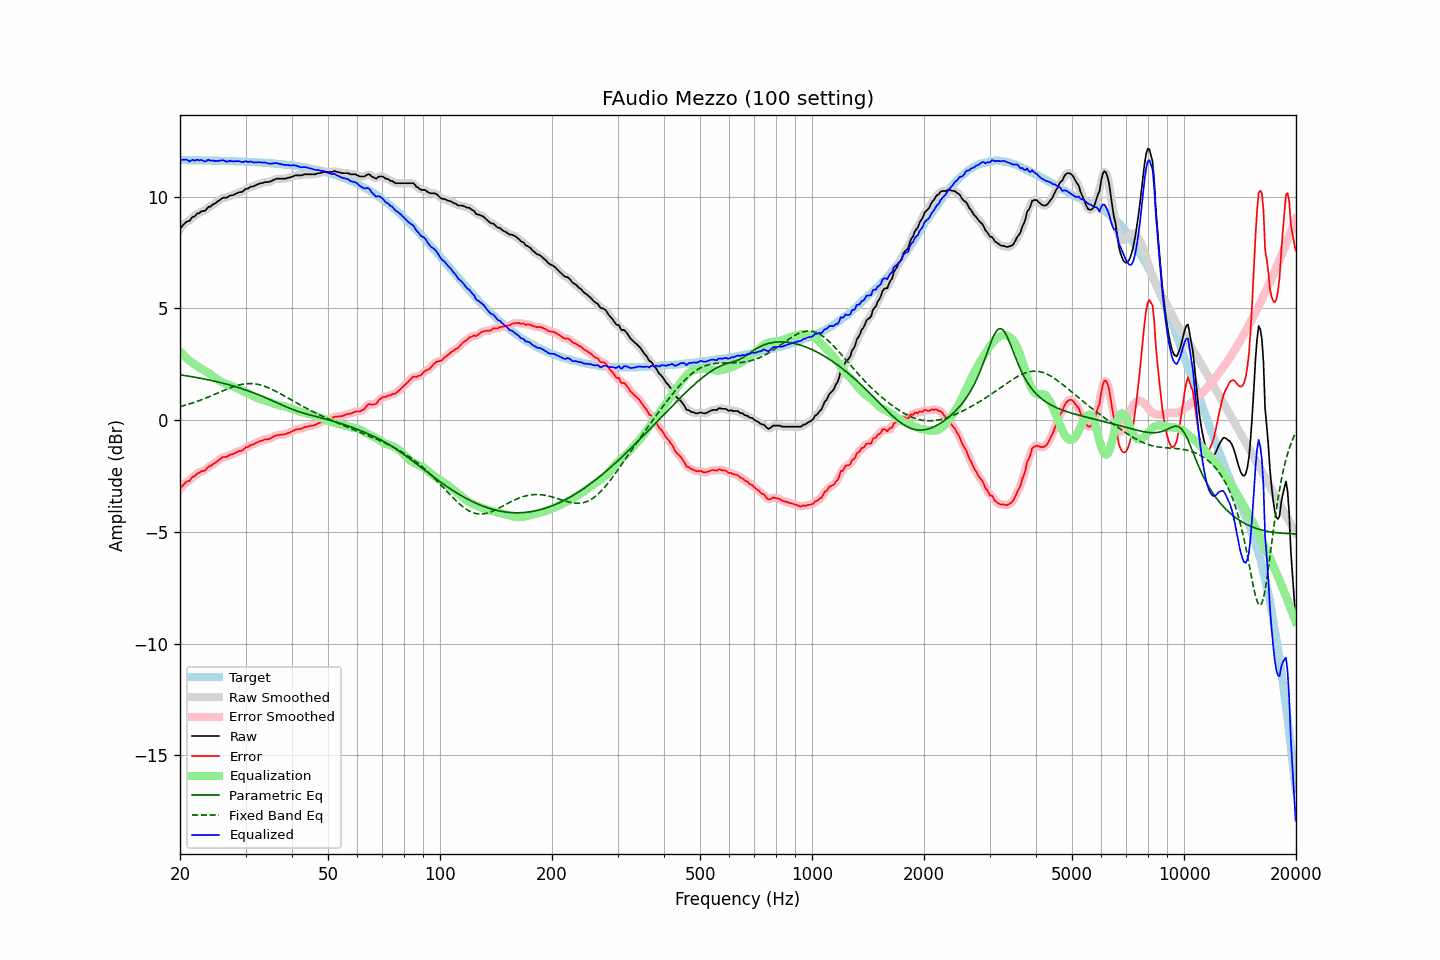 FAudio Mezzo (100 setting)
Amplitude (dBr)
10
5
0
−5
−10
−15
Target
Raw Smoothed
Error Smoothed
Raw
Error
Equalization
Parametric Eq
Fixed Band Eq
Equalized
20 50 100 200 500 1000 2000 5000 10000 20000
Frequency (Hz)